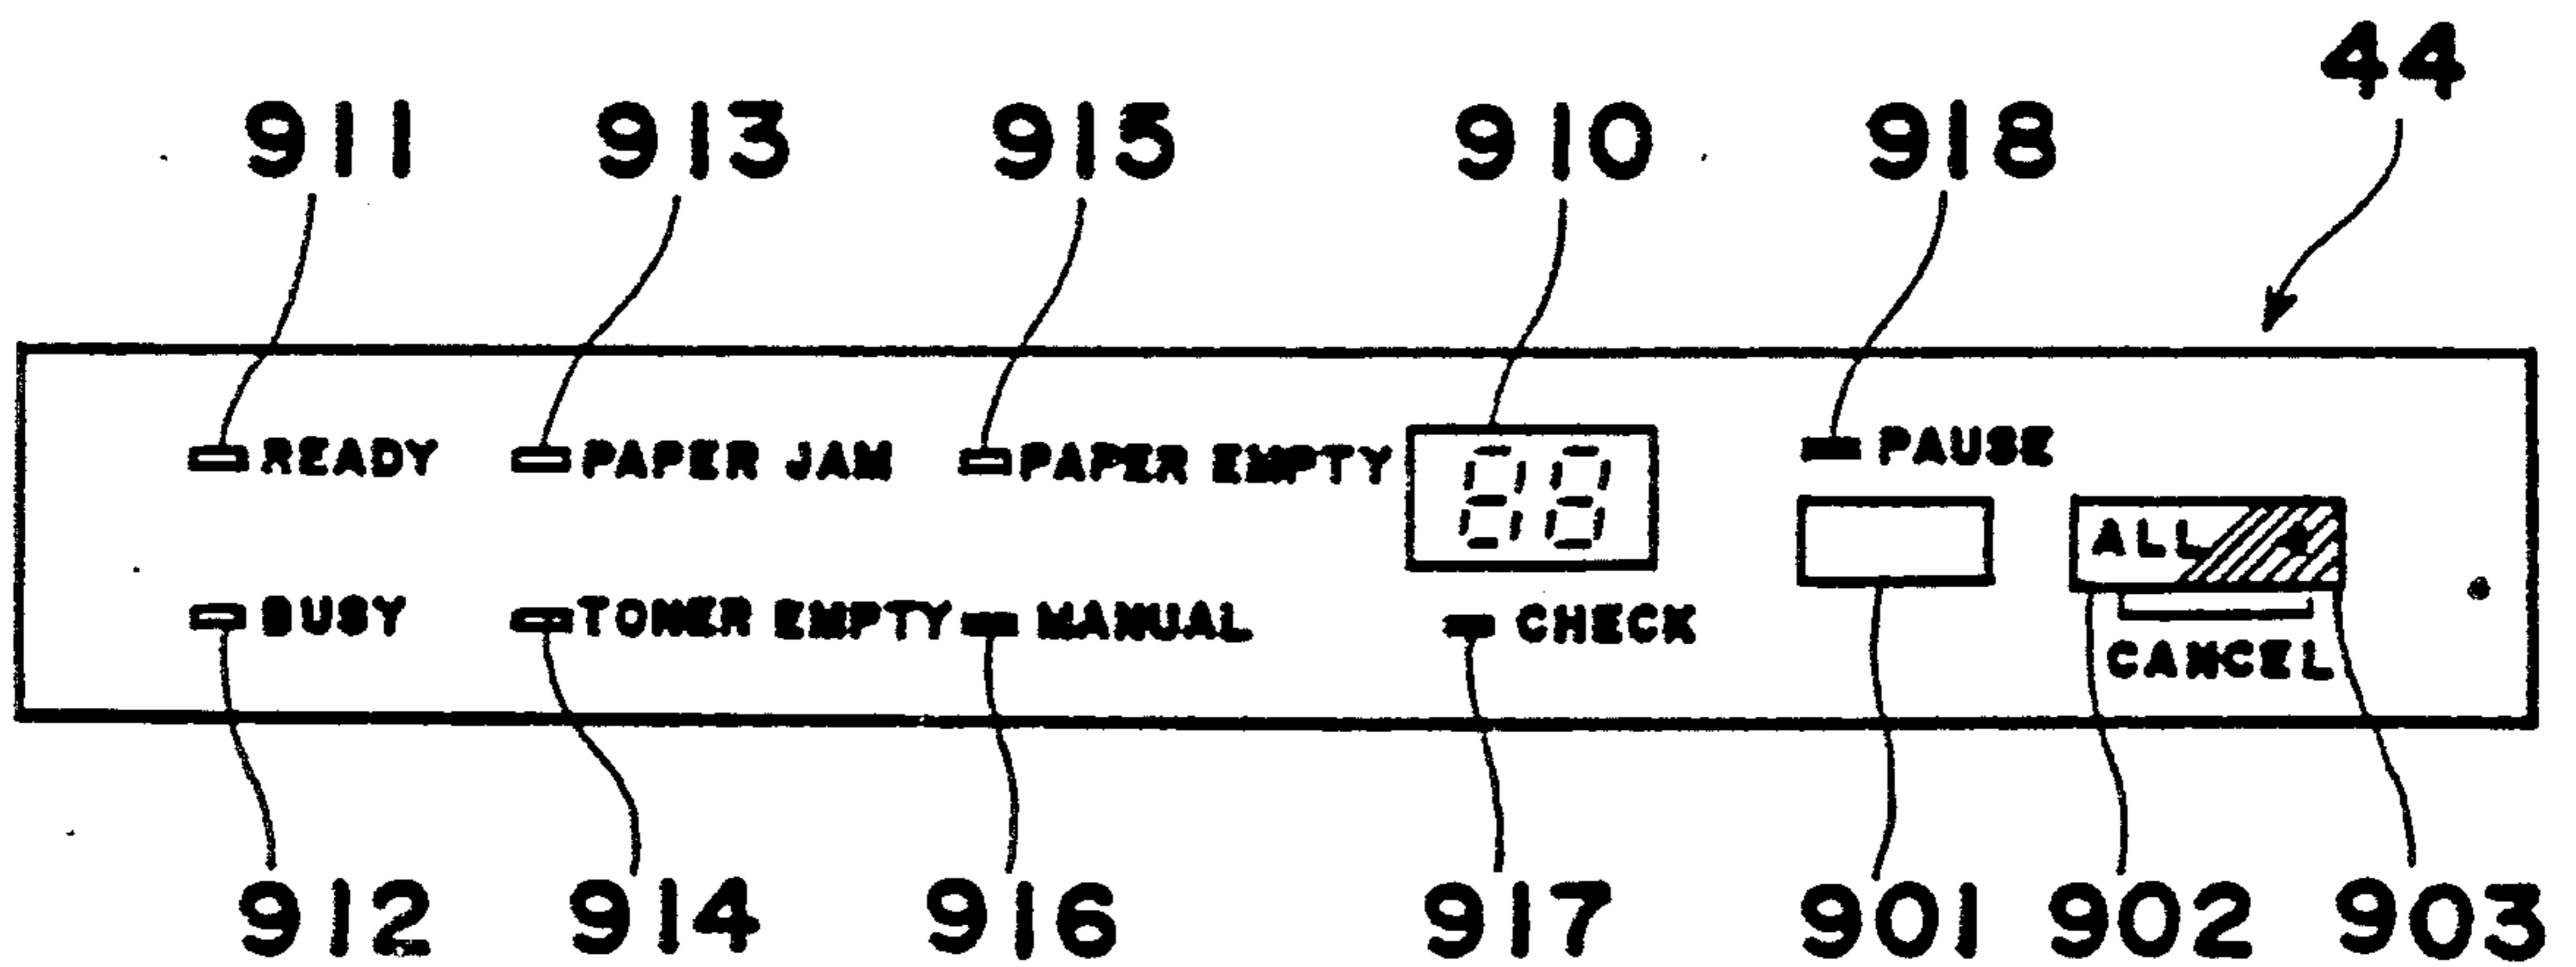 44
911 913 915 910 918
READY PAPER JAM PAPER EMPTY 88 PAUSE
ALL
BUSY TONER EMPTY MANUAL CHECK
CANCEL
912 914 916 917 901 902 903